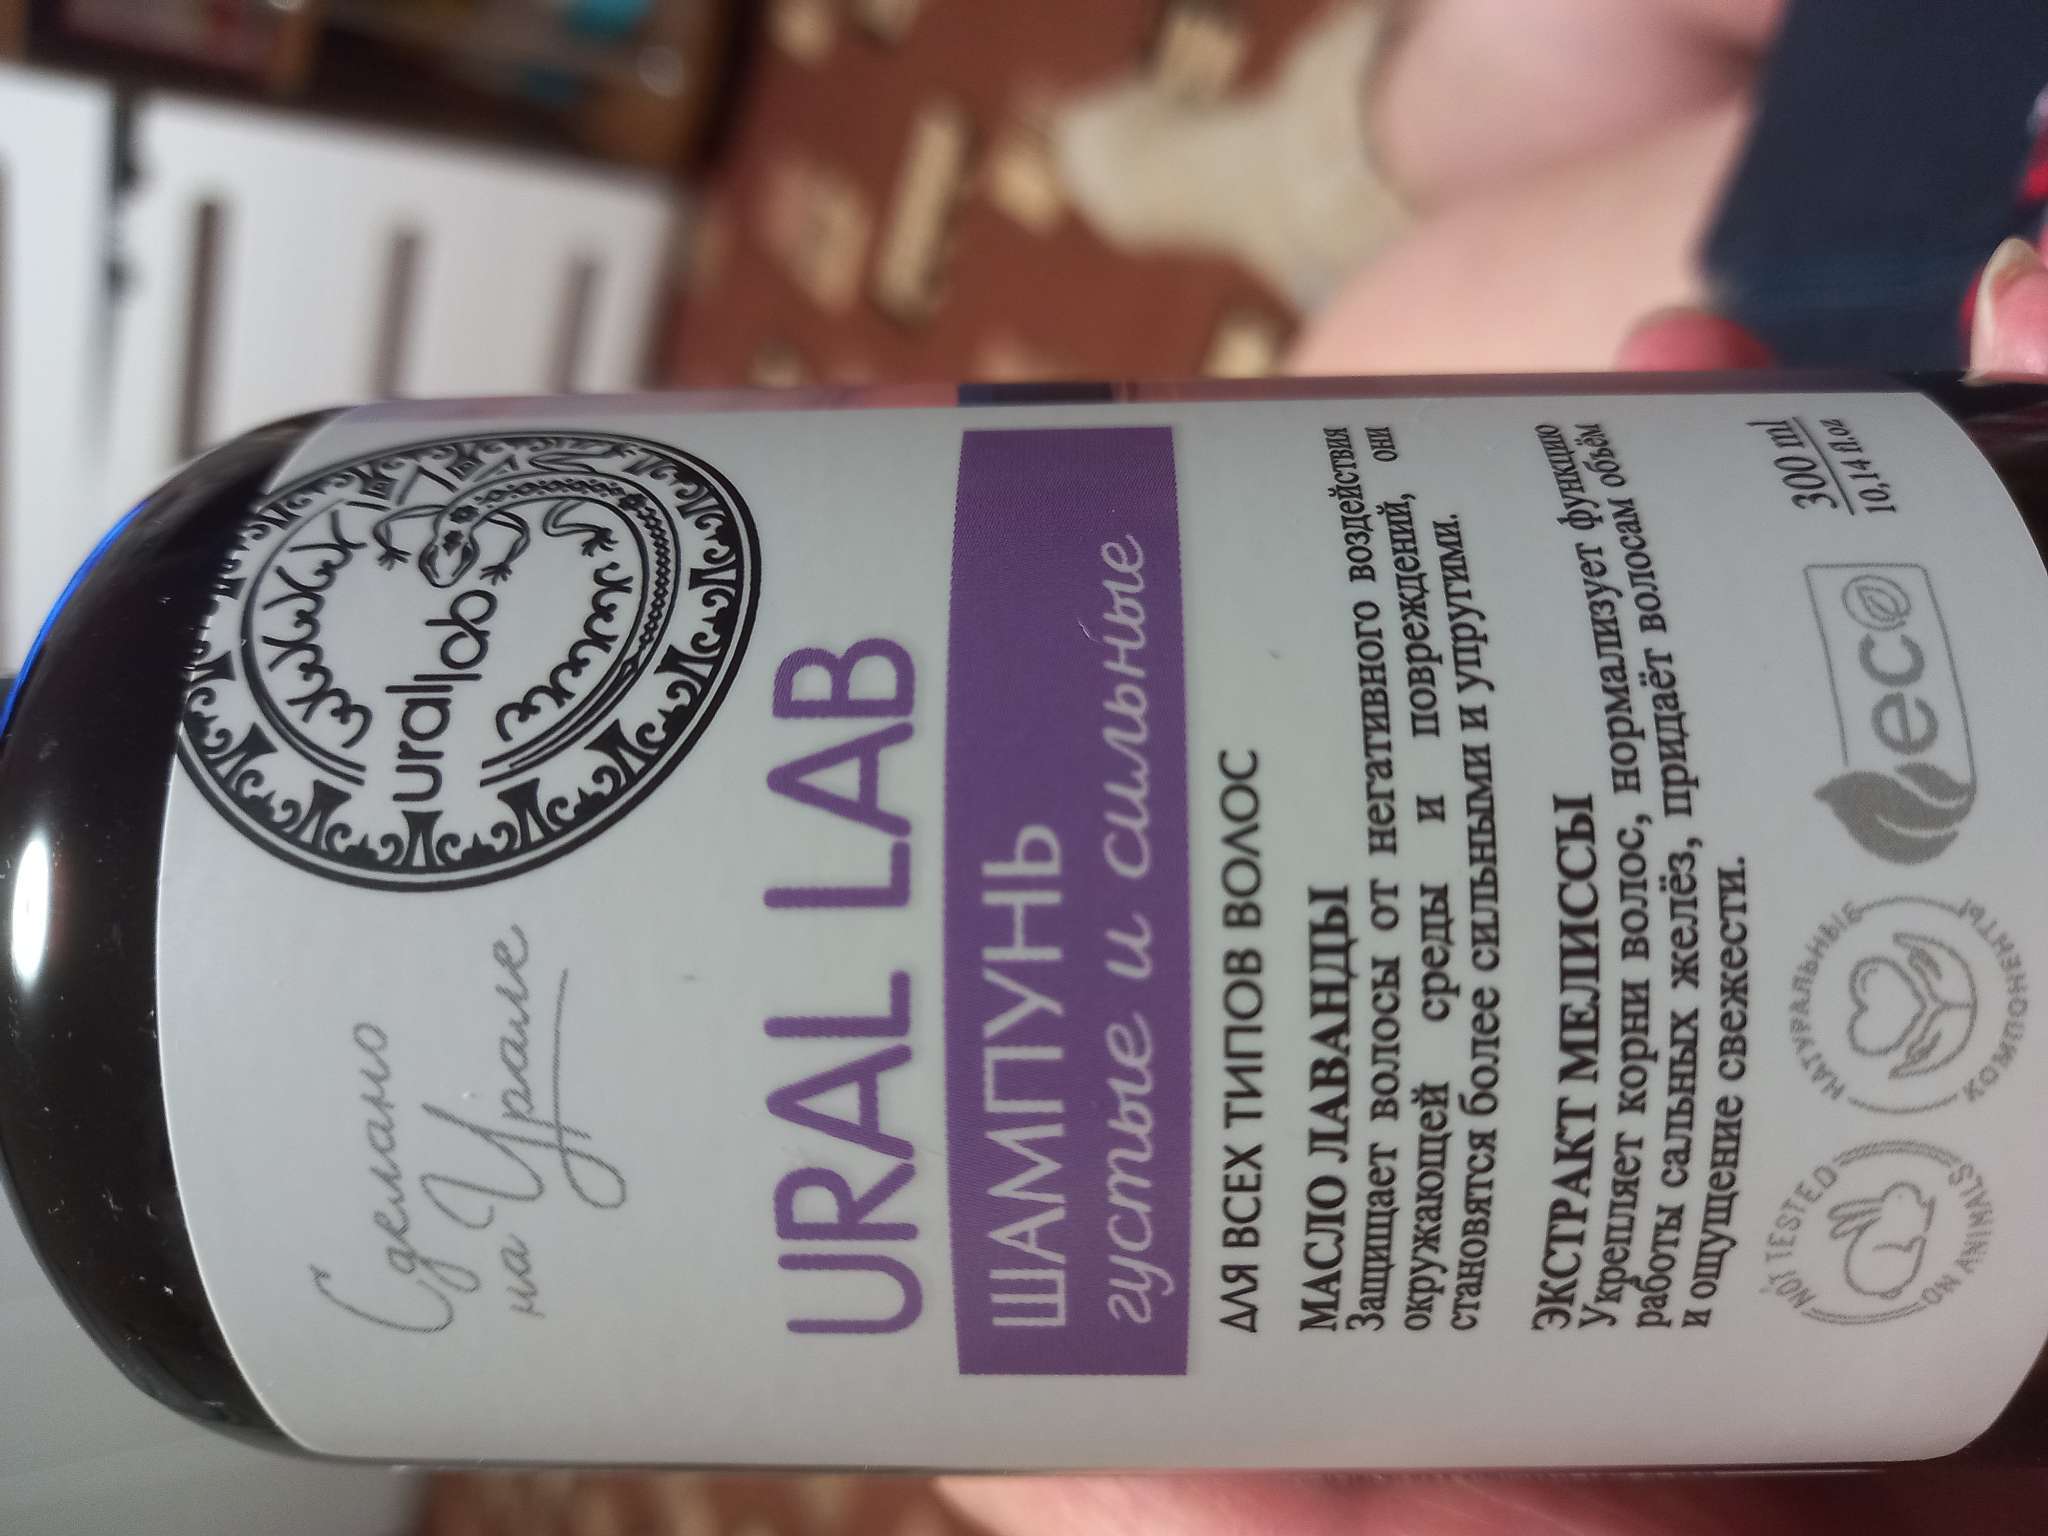 Сделано
на Урале
ural lab
URAL LAB
ШАМПУНЬ
густые и сильные
ДЛЯ ВСЕХ ТИПОВ ВОЛОС
МАСЛО ЛАВАНДЫ
Защищает волосы от негативного воздействия
окружающей среды и повреждений, они
становятся более сильными и упругими.
ЭКСТРАКТ МЕЛИССЫ
Укрепляет корни волос, нормализует функцию
работы сальных желёз, придаёт волосам объём
и ощущение свежести.
NOT TESTED
ON ANIMALS
НАТУРАЛЬНЫЕ
КОМПОНЕНТЫ
eco
300 ml
10,14 fl.oz